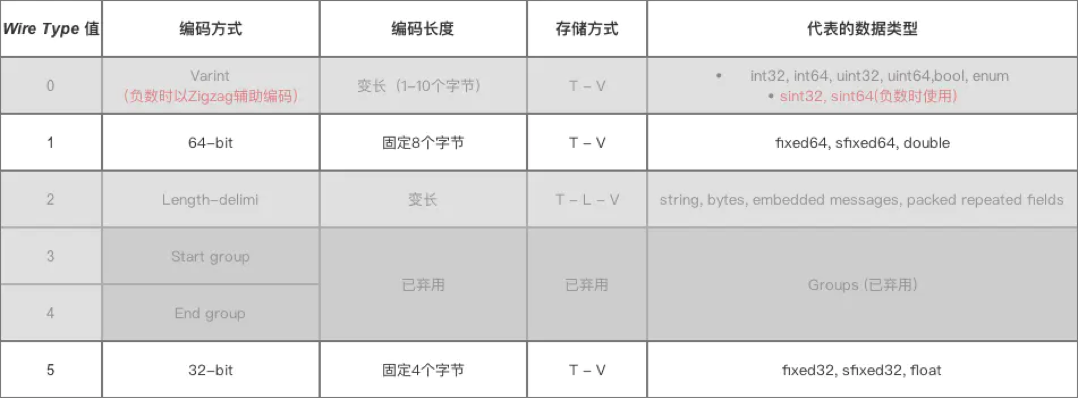 Wire Type 值 编码方式 编码长度 存储方式 代表的数据类型
0 Varint
（负数时以Zigzag辅助编码） 变长（1-10个字节） T - V • int32, int64, uint32, uint64,bool, enum
• sint32, sint64(负数时使用)
1 64-bit 固定8个字节 T - V fixed64, sfixed64, double
2 Length-delimi 变长 T - L - V string, bytes, embedded messages, packed repeated fields
3 Start group 已弃用 已弃用 Groups (已弃用)
4 End group
5 32-bit 固定4个字节 T - V fixed32, sfixed32, float